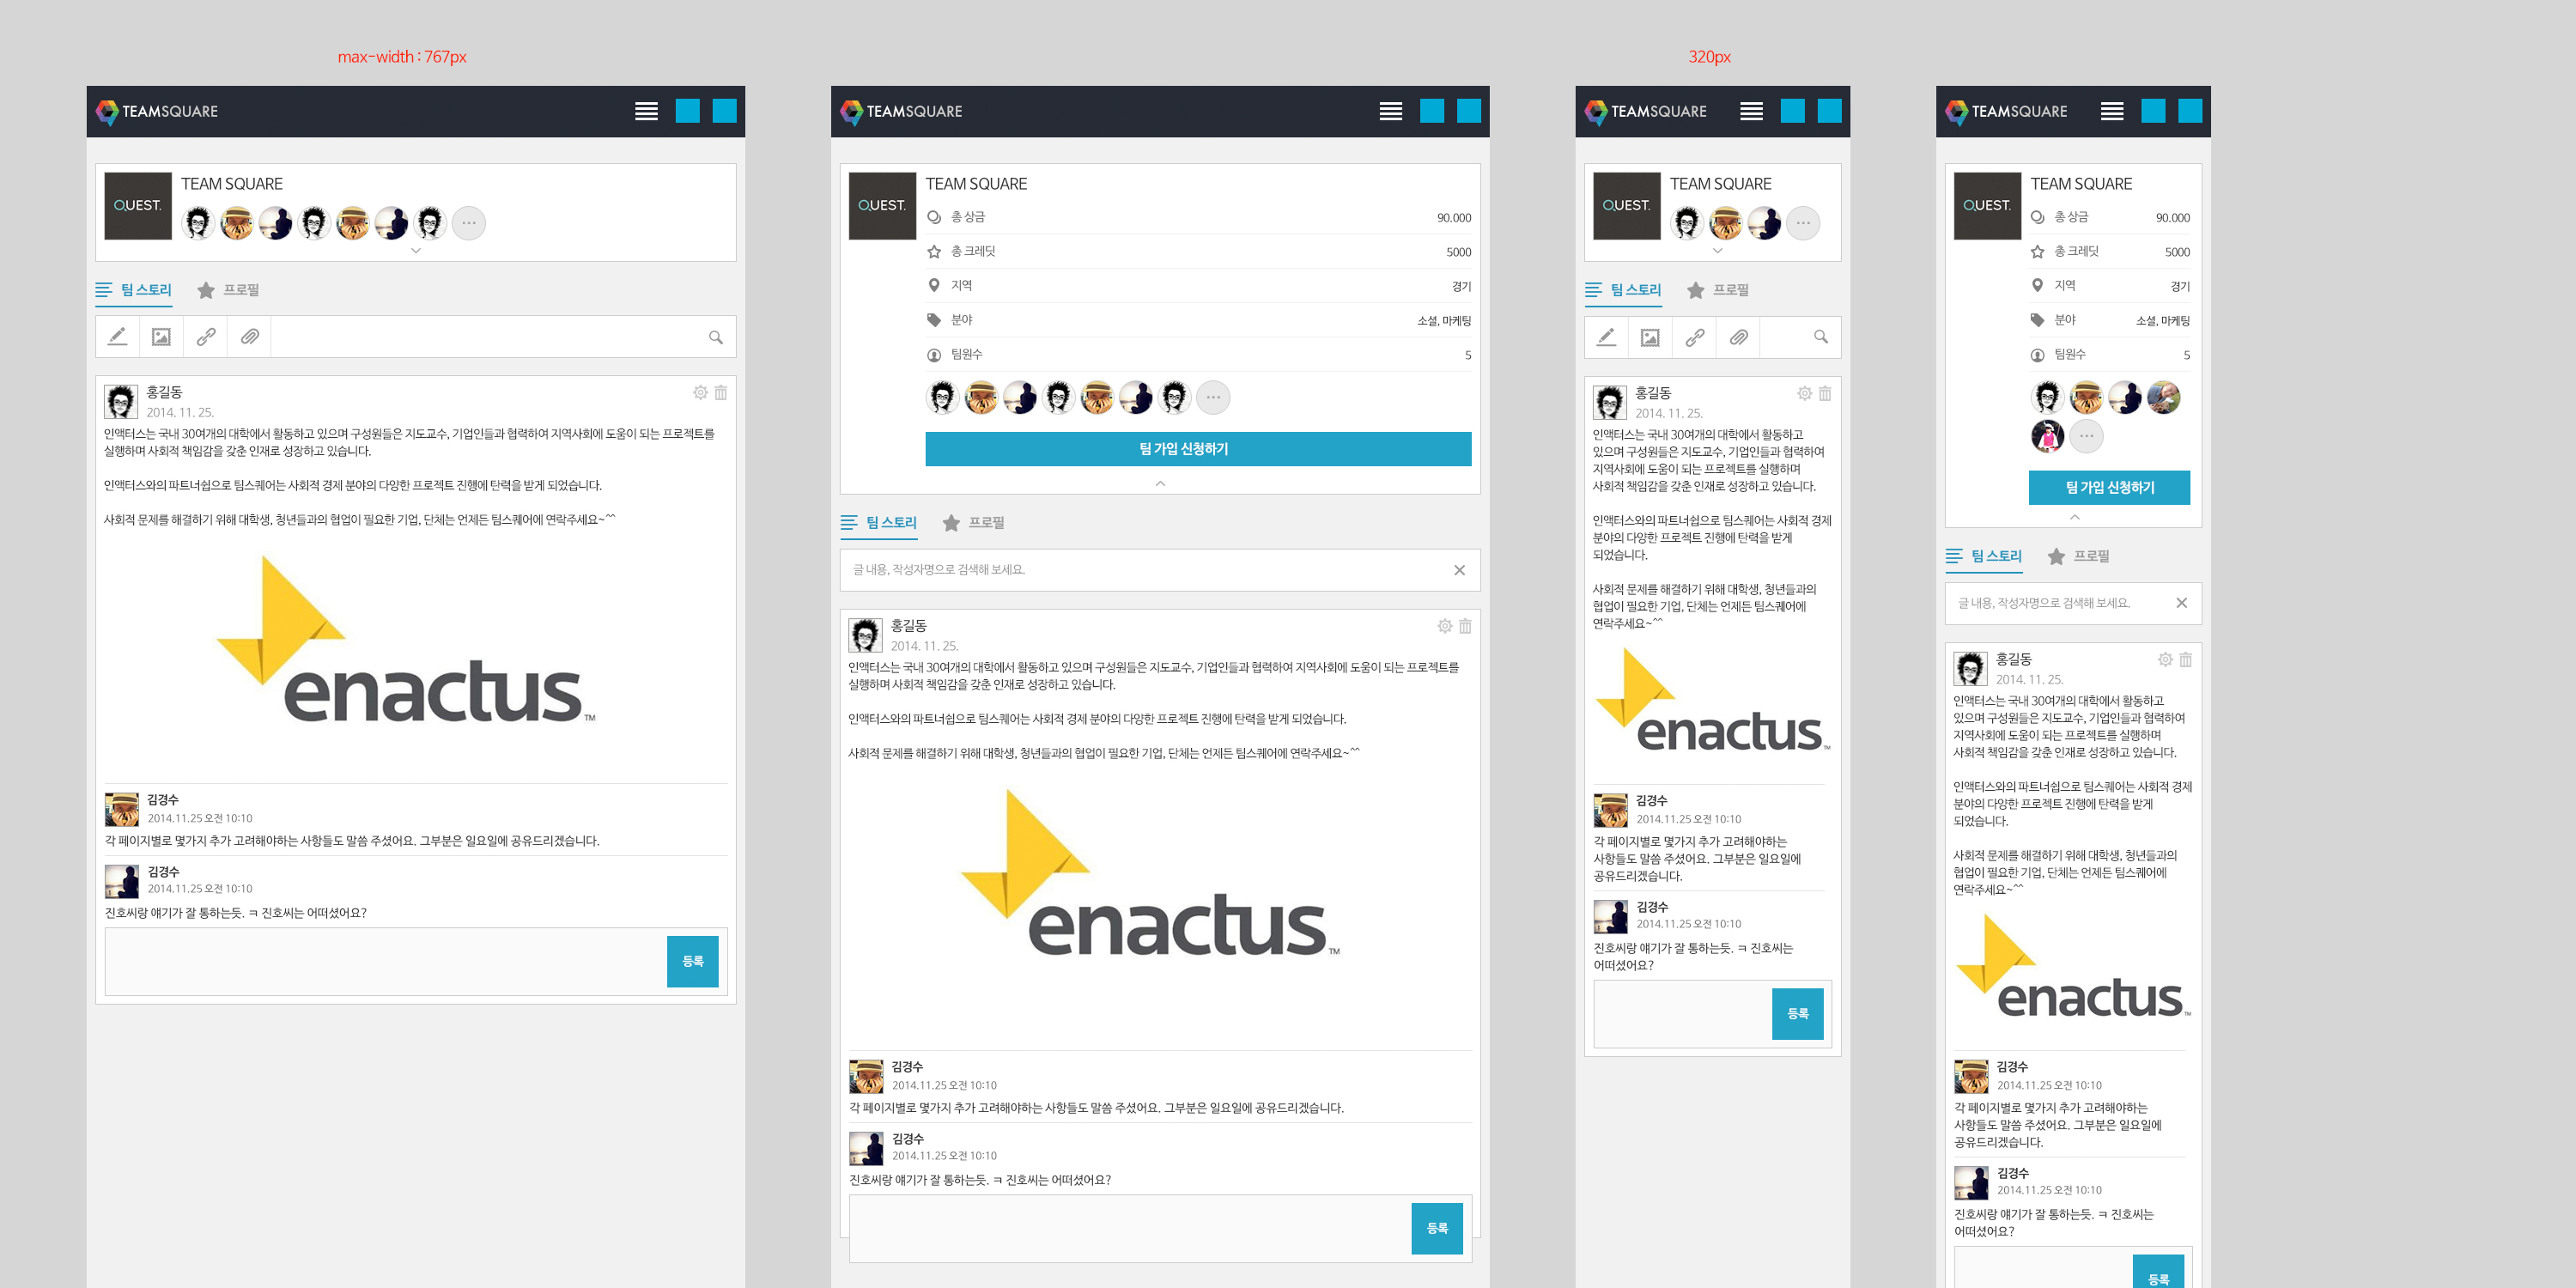 max-width : 767px
TEAMSQUARE
QUEST.
TEAM SQUARE
팀 스토리
프로필
홍길동
2014. 11. 25.
인액터스는 국내 30여개의 대학에서 활동하고 있으며 구성원들은 지도교수, 기업인들과 협력하여 지역사회에 도움이 되는 프로젝트를
실행하며 사회적 책임감을 갖춘 인재로 성장하고 있습니다.
인액터스와의 파트너쉽으로 팀스퀘어는 사회적 경제 분야의 다양한 프로젝트 진행에 탄력을 받게 되었습니다.
사회적 문제를 해결하기 위해 대학생, 청년들과의 협업이 필요한 기업, 단체는 언제든 팀스퀘어에 연락주세요~^^
enactus™
김경수
2014.11.25 오전 10:10
각 페이지별로 몇가지 추가 고려해야하는 사항들도 말씀 주셨어요. 그부분은 일요일에 공유드리겠습니다.
김경수
2014.11.25 오전 10:10
진호씨랑 얘기가 잘 통하는듯. ㅋ 진호씨는 어떠셨어요?
등록
TEAMSQUARE
QUEST.
TEAM SQUARE
총 상금 90.000
총 크레딧 5000
지역 경기
분야 소셜, 마케팅
팀원수 5
팀 가입 신청하기
팀 스토리
프로필
글 내용, 작성자명으로 검색해 보세요.
홍길동
2014. 11. 25.
인액터스는 국내 30여개의 대학에서 활동하고 있으며 구성원들은 지도교수, 기업인들과 협력하여 지역사회에 도움이 되는 프로젝트를
실행하며 사회적 책임감을 갖춘 인재로 성장하고 있습니다.
인액터스와의 파트너쉽으로 팀스퀘어는 사회적 경제 분야의 다양한 프로젝트 진행에 탄력을 받게 되었습니다.
사회적 문제를 해결하기 위해 대학생, 청년들과의 협업이 필요한 기업, 단체는 언제든 팀스퀘어에 연락주세요~^^
enactus™
김경수
2014.11.25 오전 10:10
각 페이지별로 몇가지 추가 고려해야하는 사항들도 말씀 주셨어요. 그부분은 일요일에 공유드리겠습니다.
김경수
2014.11.25 오전 10:10
진호씨랑 얘기가 잘 통하는듯. ㅋ 진호씨는 어떠셨어요?
등록
320px
TEAMSQUARE
QUEST.
TEAM SQUARE
팀 스토리
프로필
홍길동
2014. 11. 25.
인액터스는 국내 30여개의 대학에서 활동하고
있으며 구성원들은 지도교수, 기업인들과 협력하여
지역사회에 도움이 되는 프로젝트를 실행하며
사회적 책임감을 갖춘 인재로 성장하고 있습니다.
인액터스와의 파트너쉽으로 팀스퀘어는 사회적 경제
분야의 다양한 프로젝트 진행에 탄력을 받게
되었습니다.
사회적 문제를 해결하기 위해 대학생, 청년들과의
협업이 필요한 기업, 단체는 언제든 팀스퀘어에
연락주세요~^^
enactus™
김경수
2014.11.25 오전 10:10
각 페이지별로 몇가지 추가 고려해야하는
사항들도 말씀 주셨어요. 그부분은 일요일에
공유드리겠습니다.
김경수
2014.11.25 오전 10:10
진호씨랑 얘기가 잘 통하는듯. ㅋ 진호씨는
어떠셨어요?
등록
TEAMSQUARE
QUEST.
TEAM SQUARE
총 상금 90.000
총 크레딧 5000
지역 경기
분야 소셜, 마케팅
팀원수 5
팀 가입 신청하기
팀 스토리
프로필
글 내용, 작성자명으로 검색해 보세요.
홍길동
2014. 11. 25.
인액터스는 국내 30여개의 대학에서 활동하고
있으며 구성원들은 지도교수, 기업인들과 협력하여
지역사회에 도움이 되는 프로젝트를 실행하며
사회적 책임감을 갖춘 인재로 성장하고 있습니다.
인액터스와의 파트너쉽으로 팀스퀘어는 사회적 경제
분야의 다양한 프로젝트 진행에 탄력을 받게
되었습니다.
사회적 문제를 해결하기 위해 대학생, 청년들과의
협업이 필요한 기업, 단체는 언제든 팀스퀘어에
연락주세요~^^
enactus™
김경수
2014.11.25 오전 10:10
각 페이지별로 몇가지 추가 고려해야하는
사항들도 말씀 주셨어요. 그부분은 일요일에
공유드리겠습니다.
김경수
2014.11.25 오전 10:10
진호씨랑 얘기가 잘 통하는듯. ㅋ 진호씨는
어떠셨어요?
등록